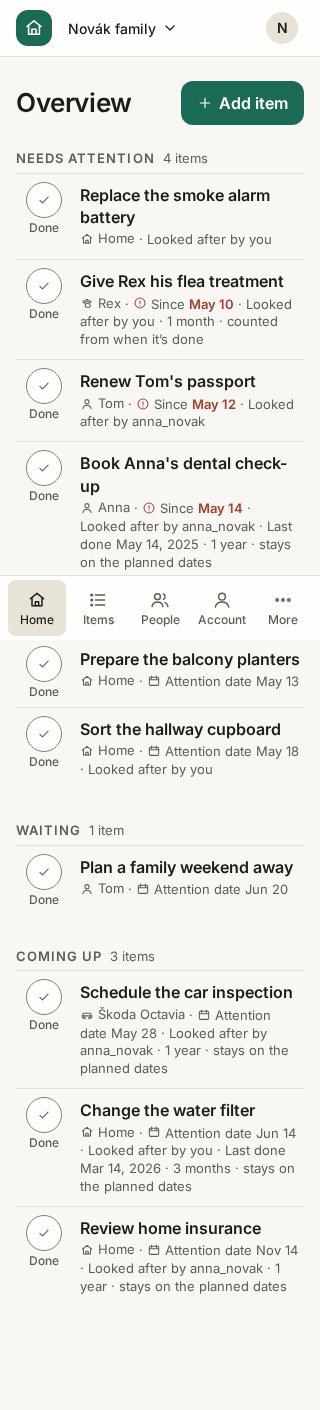 Novák family
N
Overview
+ Add item
NEEDS ATTENTION 4 items
Replace the smoke alarm
battery
Home · Looked after by you
Done
Give Rex his flea treatment
Rex · Since May 10 · Looked
after by you · 1 month · counted
from when it's done
Done
Renew Tom's passport
Tom · Since May 12 · Looked
after by anna_novak
Done
Book Anna's dental check-
up
Anna · Since May 14 ·
Looked after by anna_novak · Last
done May 14, 2025 · 1 year · stays
on the planned dates
Done
Home Items People Account More
Prepare the balcony planters
Home · Attention date May 13
Done
Sort the hallway cupboard
Home · Attention date May 18
· Looked after by you
Done
WAITING 1 item
Plan a family weekend away
Tom · Attention date Jun 20
Done
COMING UP 3 items
Schedule the car inspection
Škoda Octavia · Attention
date May 28 · Looked after by
anna_novak · 1 year · stays on the
planned dates
Done
Change the water filter
Home · Attention date Jun 14
· Looked after by you · Last done
Mar 14, 2026 · 3 months · stays on
the planned dates
Done
Review home insurance
Home · Attention date Nov 14
· Looked after by anna_novak · 1
year · stays on the planned dates
Done